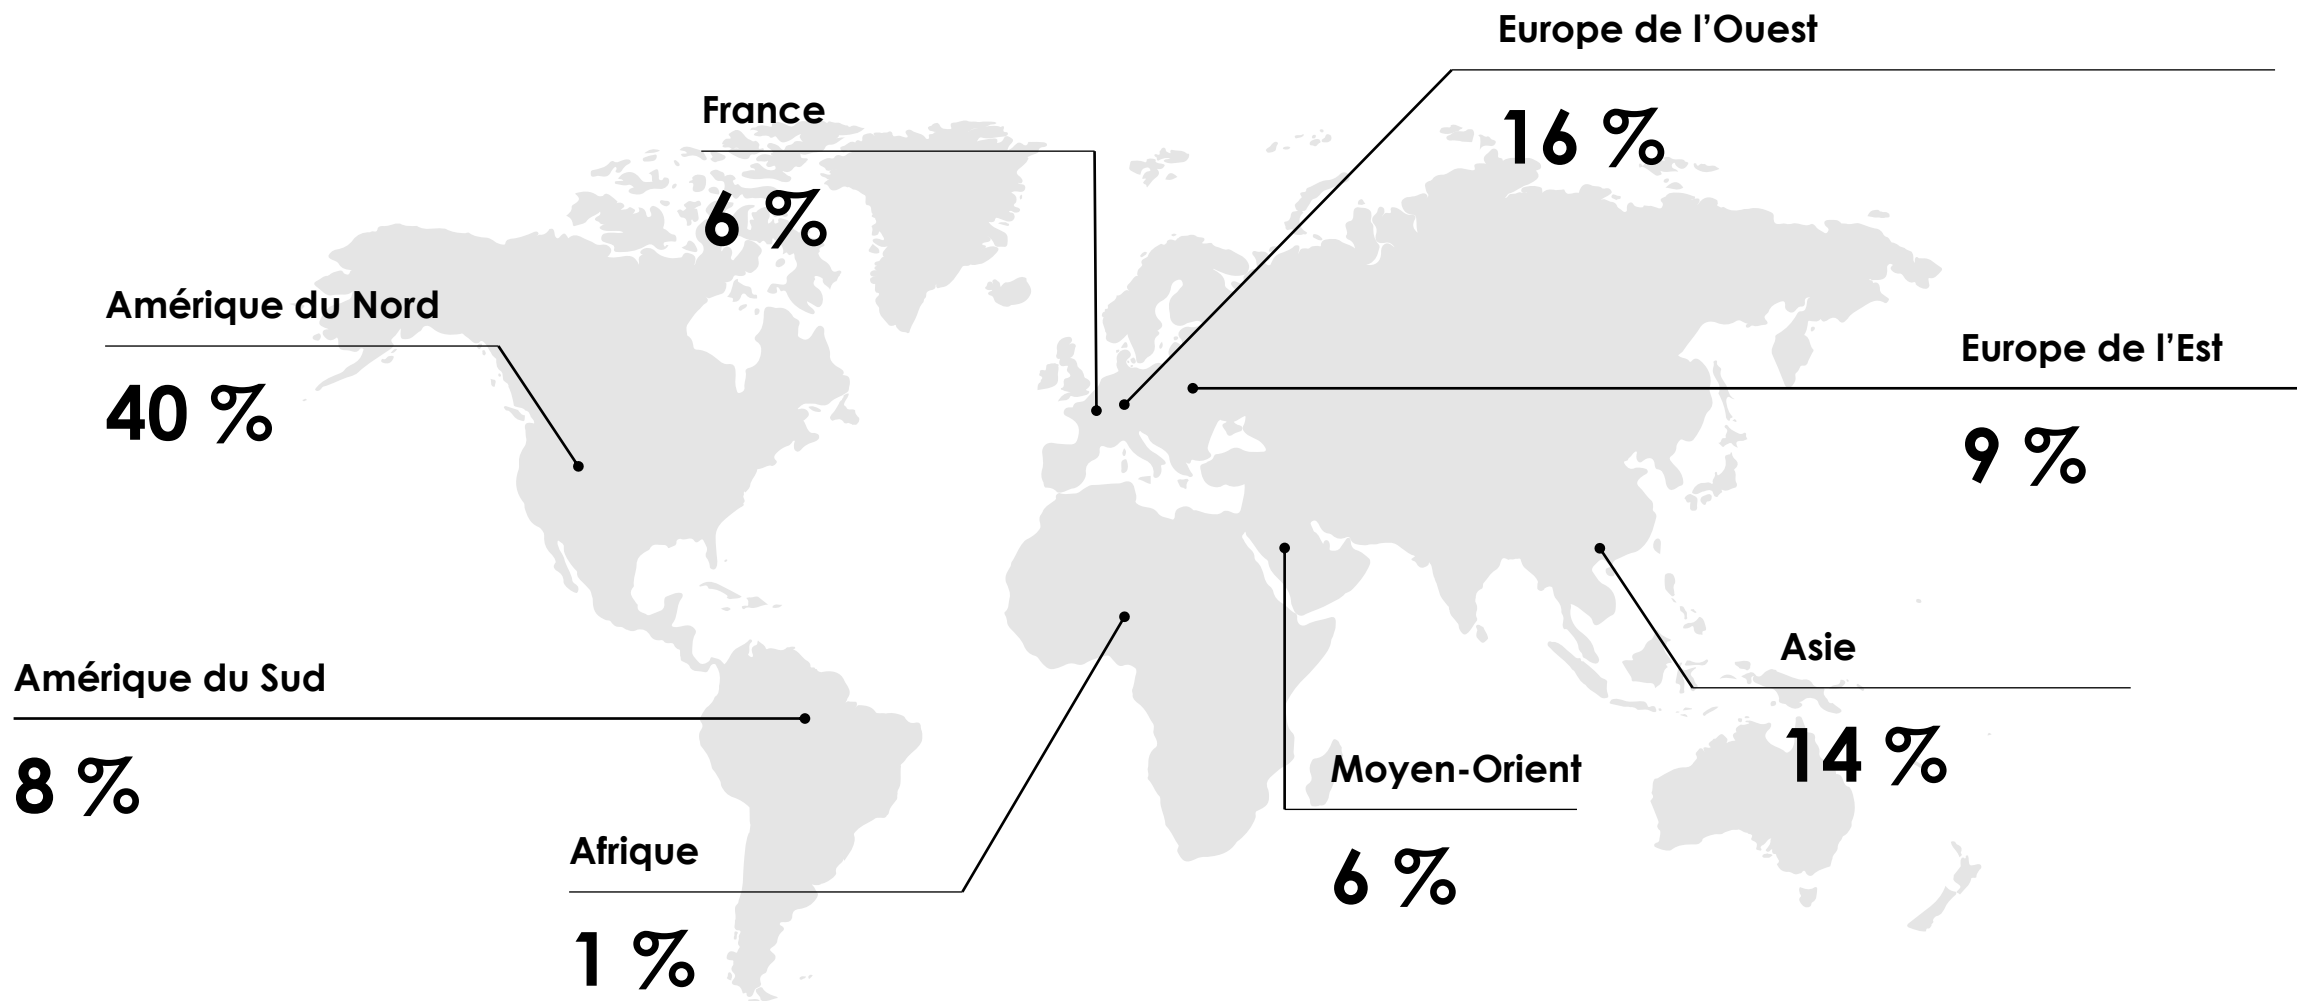 Europe de l’Ouest
16 %
France
6 %
Amérique du Nord
40 %
Europe de l’Est
9 %
Asie
14 %
Amérique du Sud
8 %
Moyen-Orient
6 %
Afrique
1 %